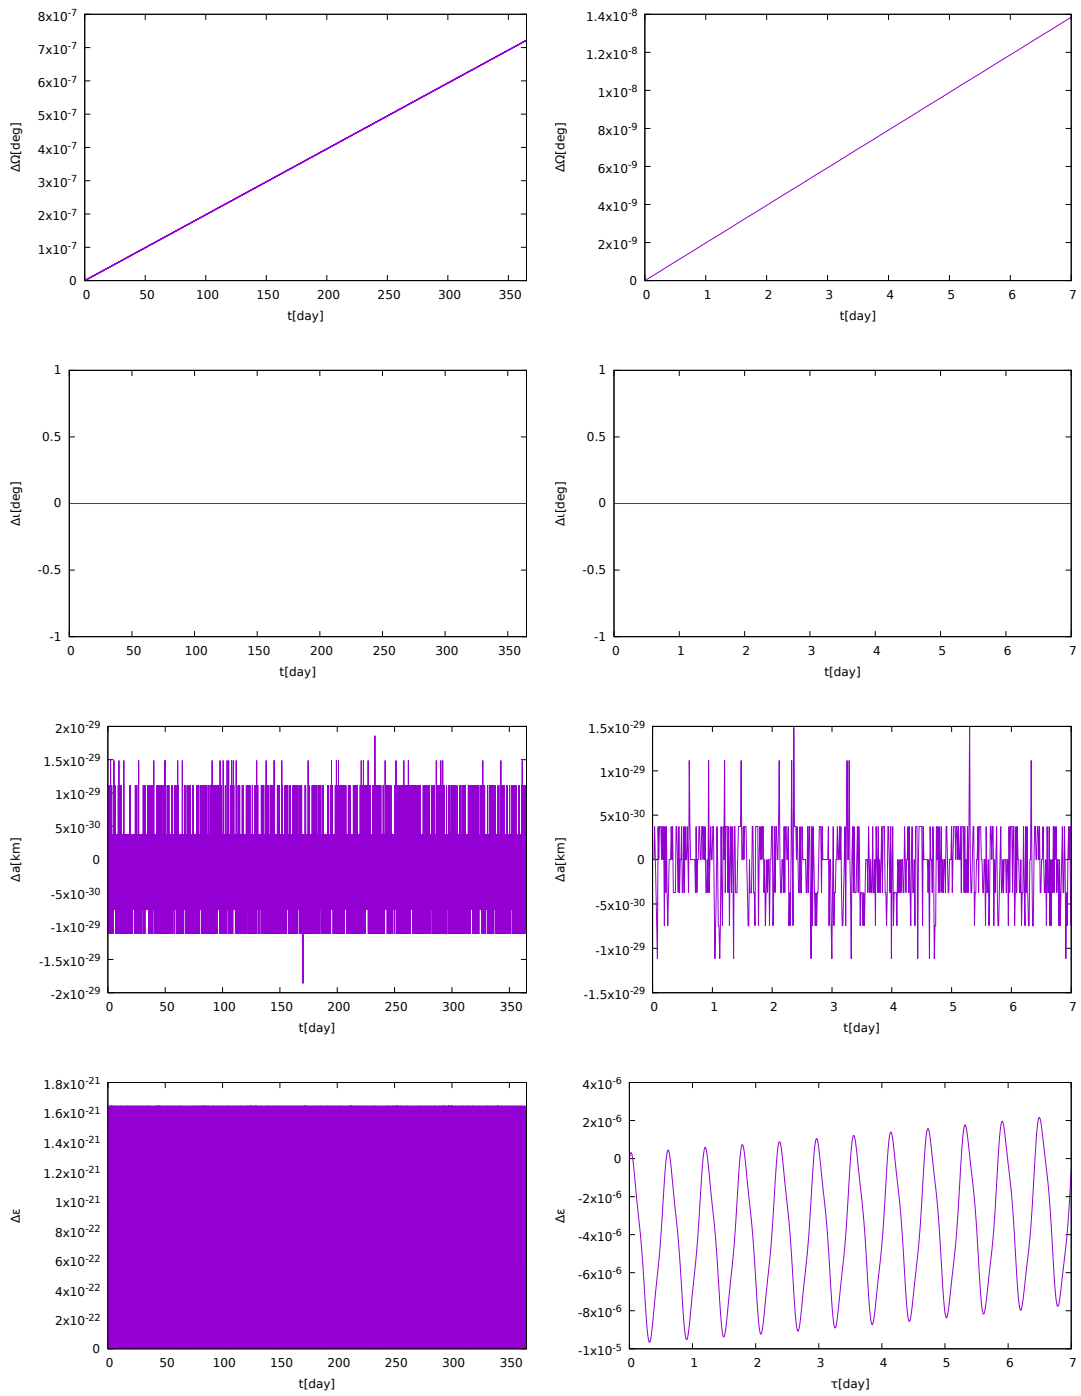 8x10⁻⁷
7x10⁻⁷
6x10⁻⁷
5x10⁻⁷
4x10⁻⁷
3x10⁻⁷
2x10⁻⁷
1x10⁻⁷
0
ΔΩ[deg]
0 50 100 150 200 250 300 350
t[day]
1.4x10⁻⁸
1.2x10⁻⁸
1x10⁻⁸
8x10⁻⁹
6x10⁻⁹
4x10⁻⁹
2x10⁻⁹
0
ΔΩ[deg]
0 1 2 3 4 5 6 7
t[day]
1
0.5
0
-0.5
-1
Δι[deg]
0 50 100 150 200 250 300 350
t[day]
1
0.5
0
-0.5
-1
Δι[deg]
0 1 2 3 4 5 6 7
t[day]
2x10⁻²⁹
1.5x10⁻²⁹
1x10⁻²⁹
5x10⁻³⁰
0
-5x10⁻³⁰
-1x10⁻²⁹
-1.5x10⁻²⁹
-2x10⁻²⁹
Δa[km]
0 50 100 150 200 250 300 350
t[day]
1.5x10⁻²⁹
1x10⁻²⁹
5x10⁻³⁰
0
-5x10⁻³⁰
-1x10⁻²⁹
-1.5x10⁻²⁹
Δa[km]
0 1 2 3 4 5 6 7
t[day]
1.8x10⁻²¹
1.6x10⁻²¹
1.4x10⁻²¹
1.2x10⁻²¹
1x10⁻²¹
8x10⁻²²
6x10⁻²²
4x10⁻²²
2x10⁻²²
0
Δε
0 50 100 150 200 250 300 350
t[day]
4x10⁻⁶
2x10⁻⁶
0
-2x10⁻⁶
-4x10⁻⁶
-6x10⁻⁶
-8x10⁻⁶
-1x10⁻⁵
Δε
0 1 2 3 4 5 6 7
τ[day]